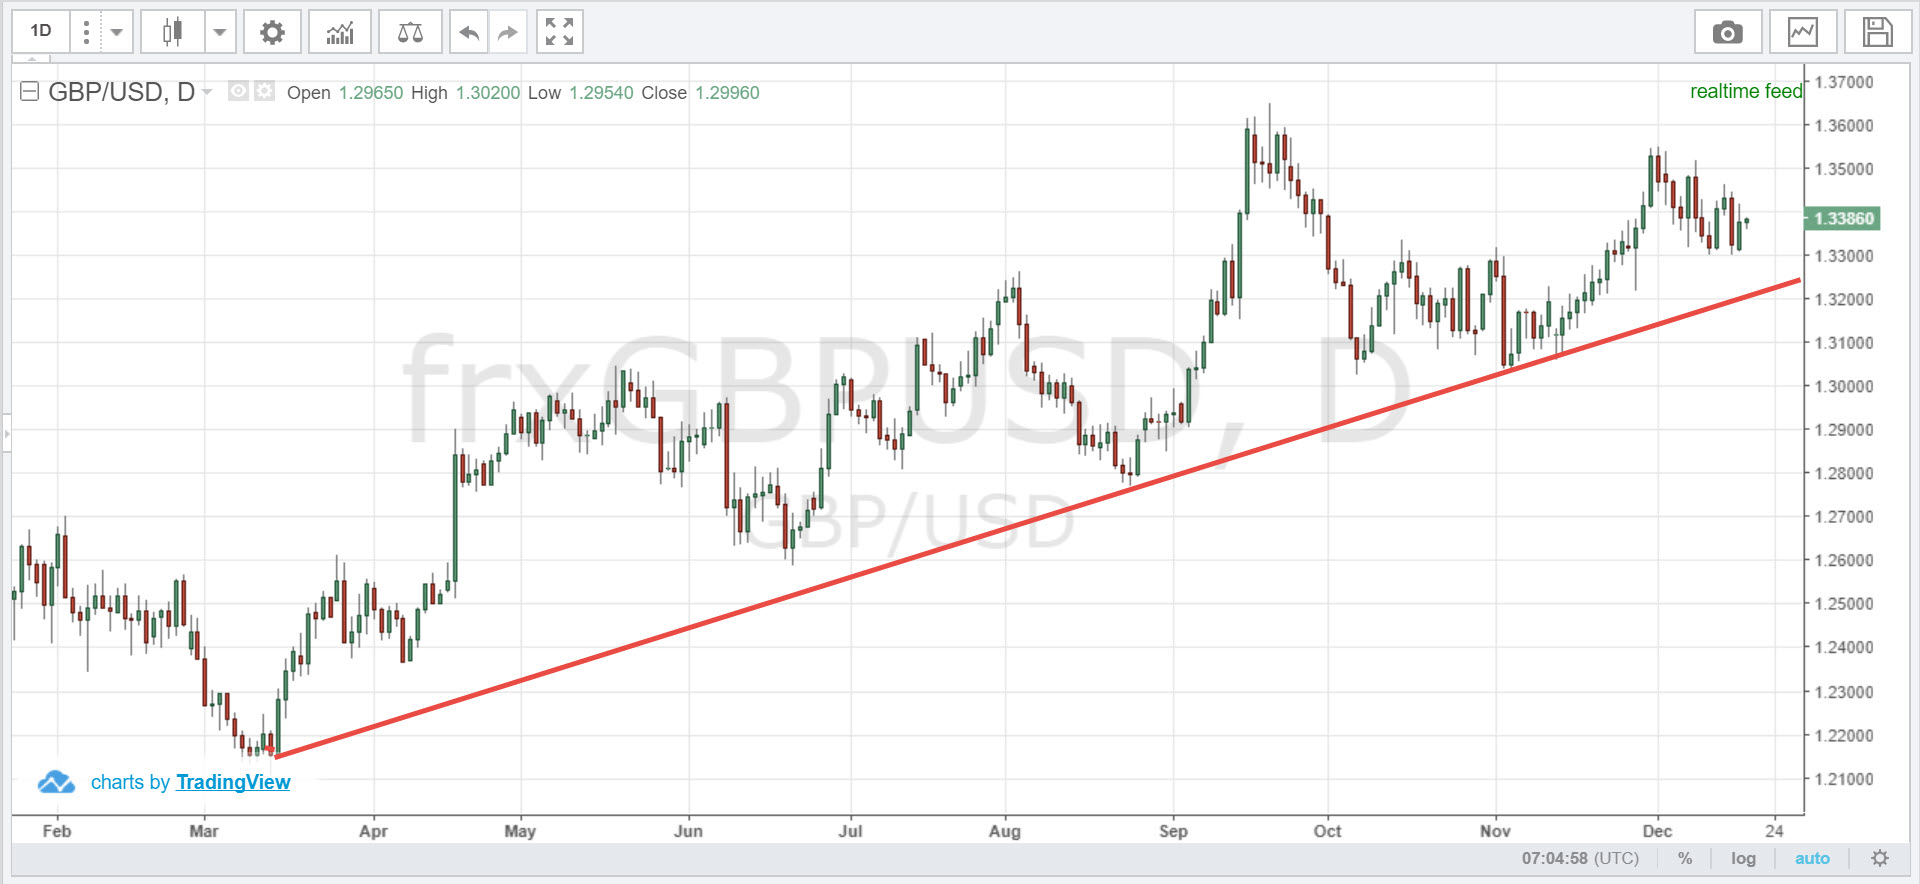 1D
GBP/USD, D Open 1.29650 High 1.30200 Low 1.29540 Close 1.29960
realtime feed
1.37000
1.36000
1.35000
1.33860
1.33000
1.32000
1.31000
1.30000
1.29000
1.28000
1.27000
1.26000
1.25000
1.24000
1.23000
1.22000
1.21000
frxGBPUSD, D
GBP/USD
charts by TradingView
Feb Mar Apr May Jun Jul Aug Sep Oct Nov Dec 24
07:04:58 (UTC) % log auto